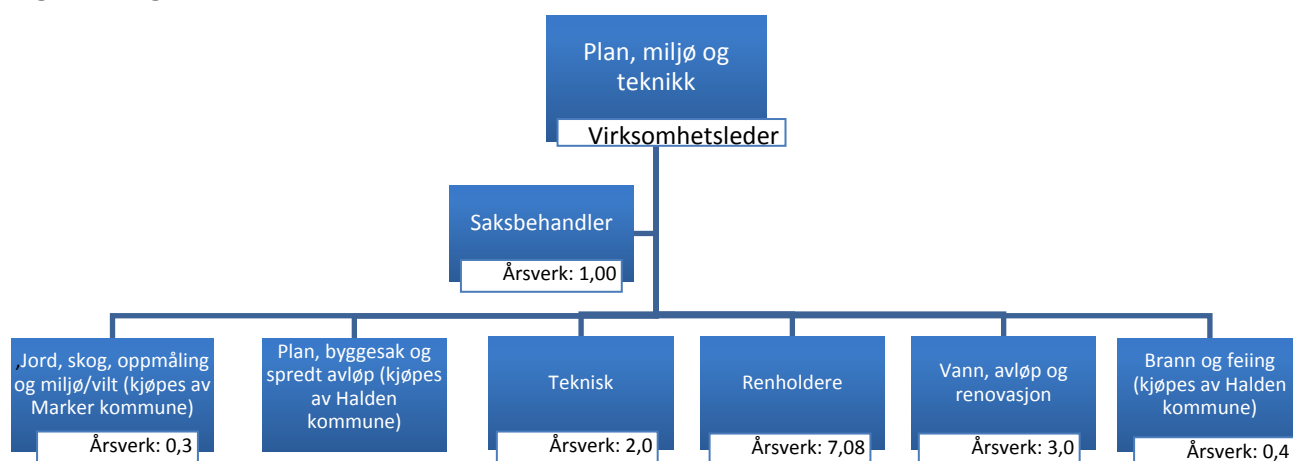 Plan, miljø og
teknikk
Virksomhetsleder
Saksbehandler
Årsverk: 1,00
,Jord, skog, oppmåling
og miljø/vilt (kjøpes av
Marker kommune)
Årsverk: 0,3
Plan, byggesak og
spredt avløp (kjøpes
av Halden
kommune)
Teknisk
Årsverk: 2,0
Renholdere
Årsverk: 7,08
Vann, avløp og
renovasjon
Årsverk: 3,0
Brann og feiing
(kjøpes av Halden
kommune)
Årsverk: 0,4